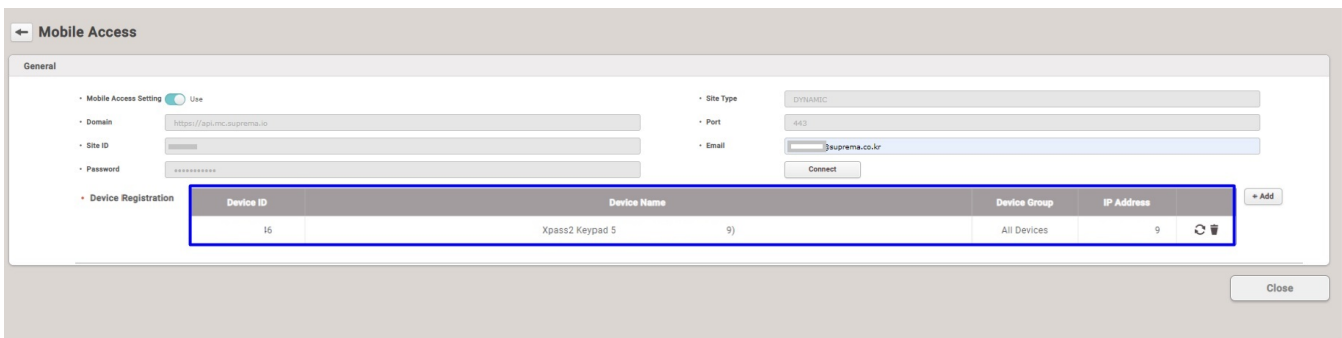 Mobile Access
General
Mobile Access Setting Use
Site Type DYNAMIC
Domain https://api.mc.suprema.io
Port 443
Site ID
Email @suprema.co.kr
Password ***********
Connect
Device Registration
+ Add
Device ID Device Name Device Group IP Address
6 Xpass2 Keypad 5 9) All Devices 9
Close